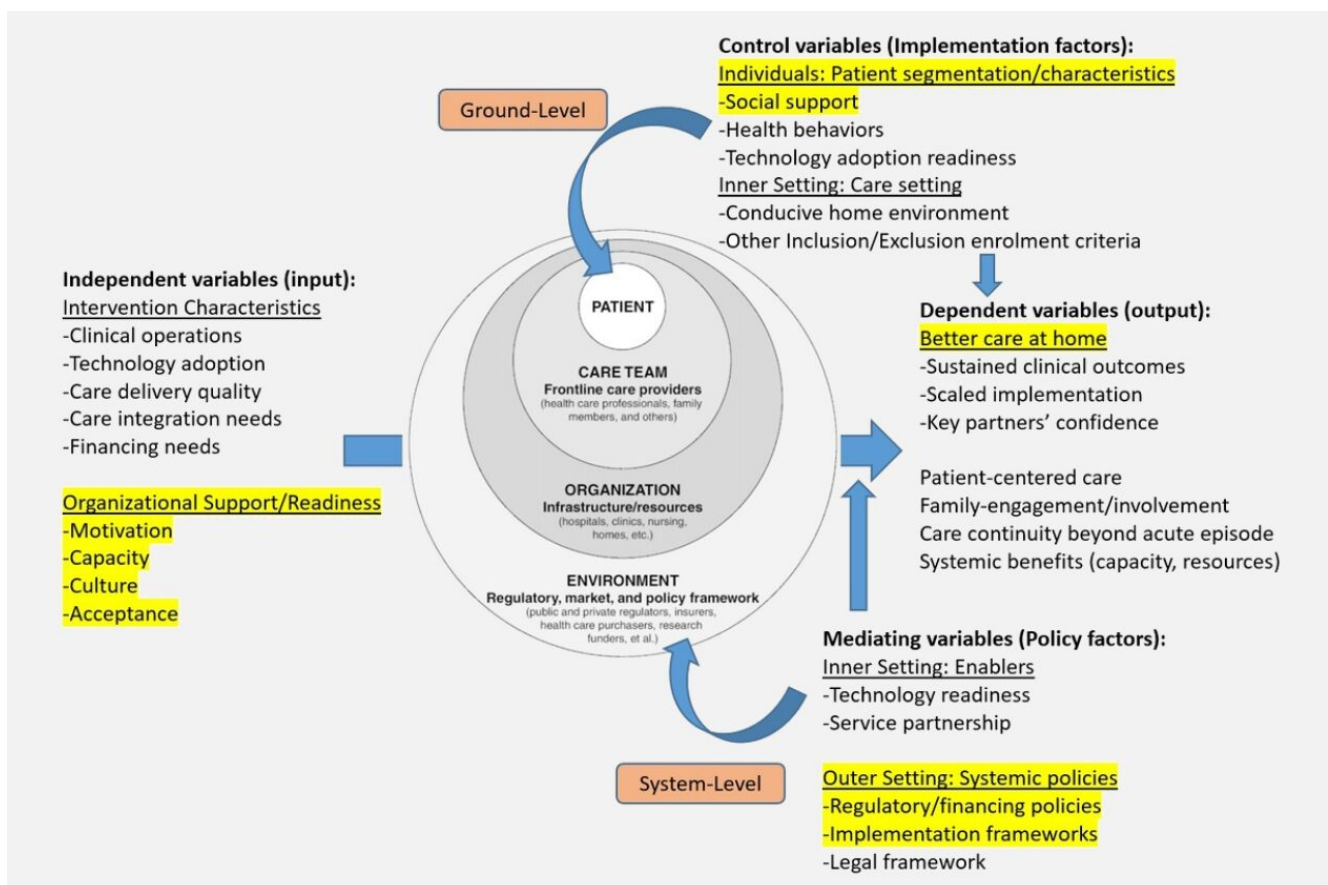 Control variables (Implementation factors):
Individuals: Patient segmentation/characteristics
-Social support
-Health behaviors
-Technology adoption readiness
Inner Setting: Care setting
-Conducive home environment
-Other Inclusion/Exclusion enrolment criteria
Ground-Level
Independent variables (input):
Intervention Characteristics
-Clinical operations
-Technology adoption
-Care delivery quality
-Care integration needs
-Financing needs
Organizational Support/Readiness
-Motivation
-Capacity
-Culture
-Acceptance
PATIENT
CARE TEAM
Frontline care providers
(health care professionals, family
members, and others)
ORGANIZATION
Infrastructure/resources
(hospitals, clinics, nursing,
homes, etc.)
ENVIRONMENT
Regulatory, market, and policy framework
(public and private regulators, insurers,
health care purchasers, research
funders, et al.)
Dependent variables (output):
Better care at home
-Sustained clinical outcomes
-Scaled implementation
-Key partners’ confidence
Patient-centered care
Family-engagement/involvement
Care continuity beyond acute episode
Systemic benefits (capacity, resources)
Mediating variables (Policy factors):
Inner Setting: Enablers
-Technology readiness
-Service partnership
System-Level
Outer Setting: Systemic policies
-Regulatory/financing policies
-Implementation frameworks
-Legal framework